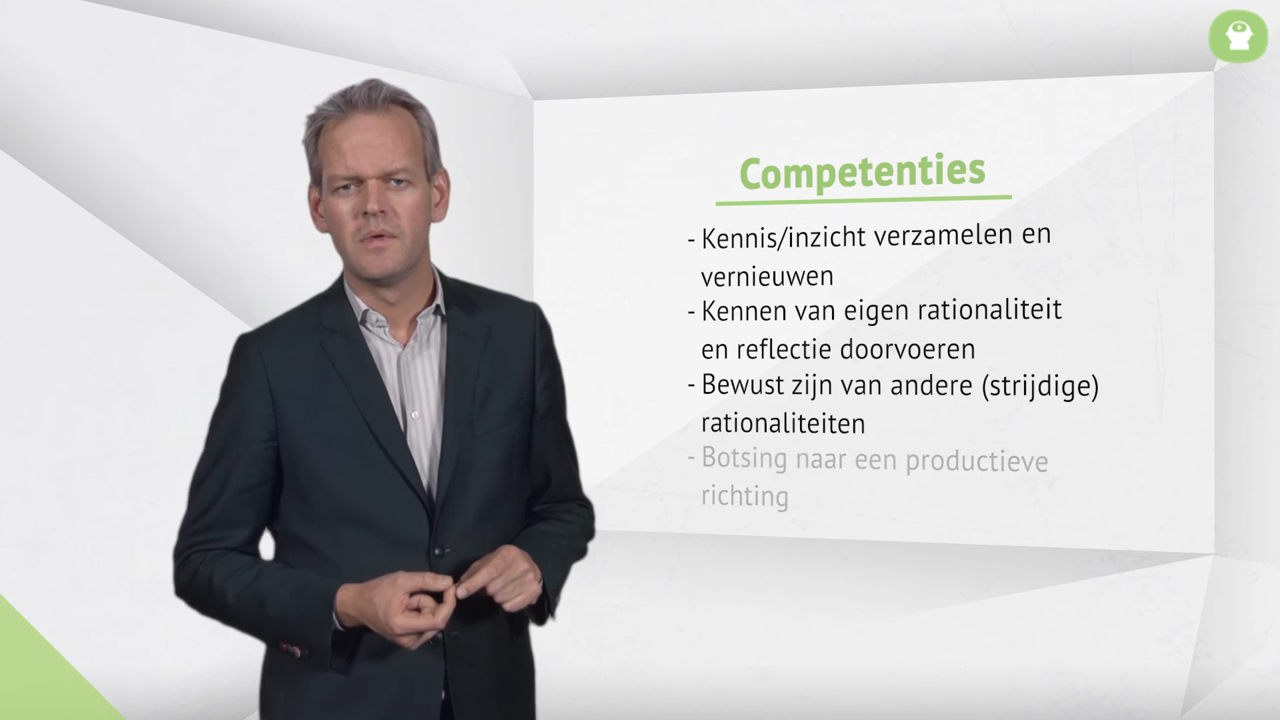 Competenties
- Kennis/inzicht verzamelen en
vernieuwen
- Kennen van eigen rationaliteit
en reflectie doorvoeren
- Bewust zijn van andere (strijdige)
rationaliteiten
- Botsing naar een productieve
richting